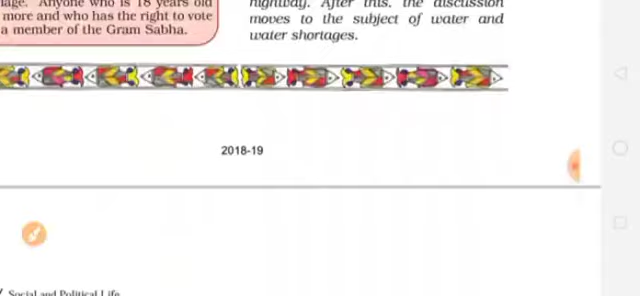 Anyone who is 18 years old
more and who has the right to vote
a member of the Gram Sabha.
highway. After this, the discussion
moves to the subject of water and
water shortages.
2018-19
Social and Political Life